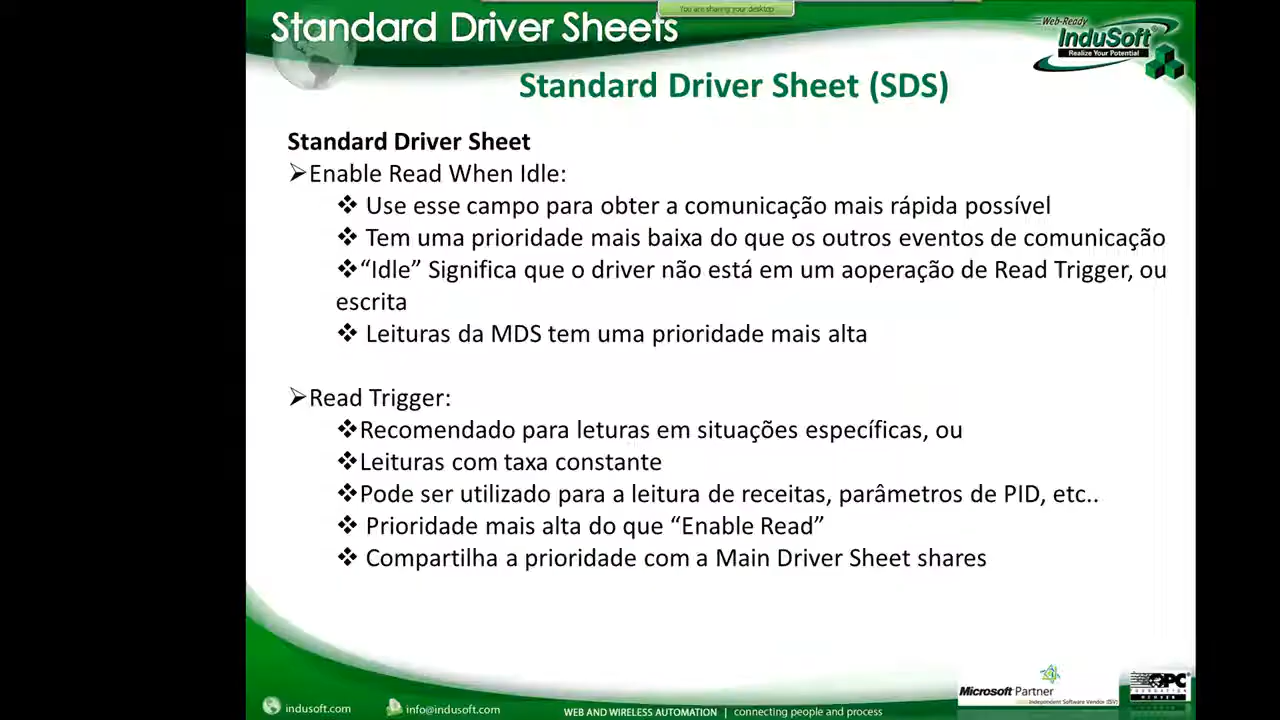 You are sharing your desktop
Standard Driver Sheets
Web-Ready
InduSoft
Realize Your Potential
Standard Driver Sheet (SDS)
Standard Driver Sheet
➢Enable Read When Idle:
❖ Use esse campo para obter a comunicação mais rápida possível
❖ Tem uma prioridade mais baixa do que os outros eventos de comunicação
❖“Idle” Significa que o driver não está em um aoperação de Read Trigger, ou
escrita
❖ Leituras da MDS tem uma prioridade mais alta
➢Read Trigger:
❖Recomendado para leturas em situações específicas, ou
❖Leituras com taxa constante
❖Pode ser utilizado para a leitura de receitas, parâmetros de PID, etc..
❖ Prioridade mais alta do que “Enable Read”
❖ Compartilha a prioridade com a Main Driver Sheet shares
indusoft.com
info@indusoft.com
WEB AND WIRELESS AUTOMATION | connecting people and process
Microsoft Partner
Independent Software Vendor (ISV)
OPC
FOUNDATION
MEMBER